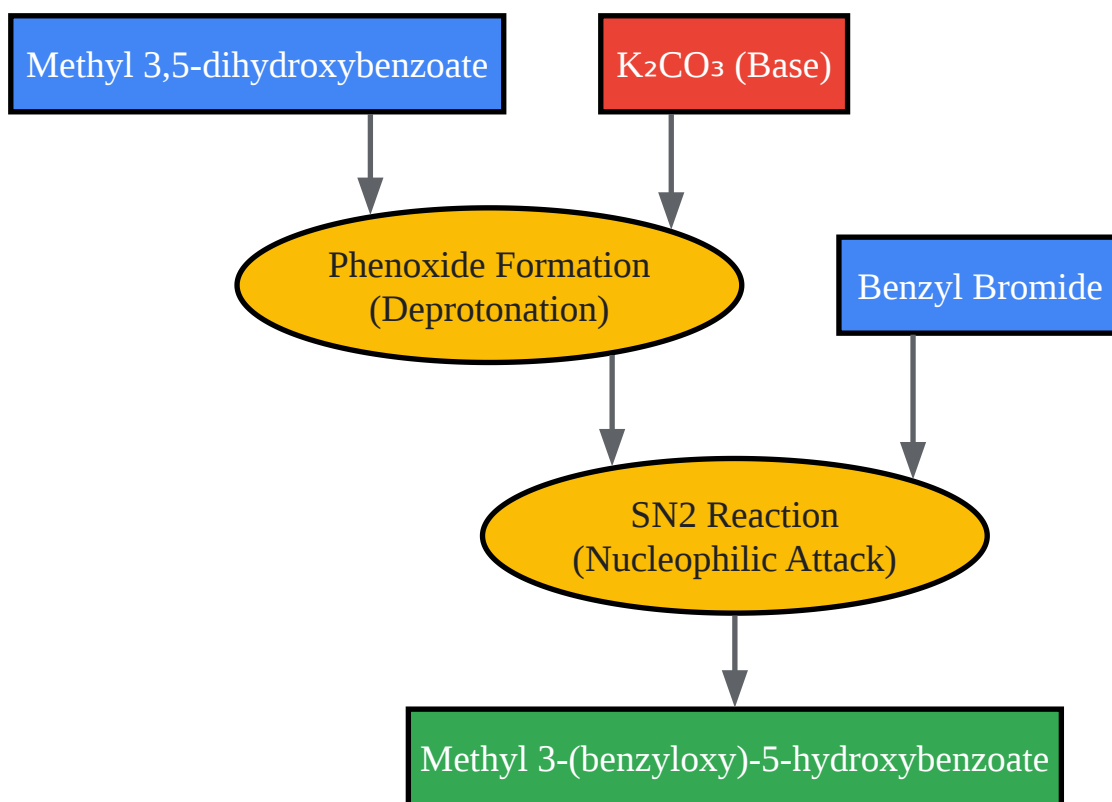 Methyl 3,5-dihydroxybenzoate
K₂CO₃ (Base)
Phenoxide Formation
(Deprotonation)
Benzyl Bromide
SN2 Reaction
(Nucleophilic Attack)
Methyl 3-(benzyloxy)-5-hydroxybenzoate